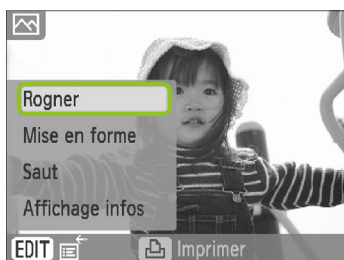 Rogner
Mise en forme
Saut
Affichage infos
EDIT Imprimer